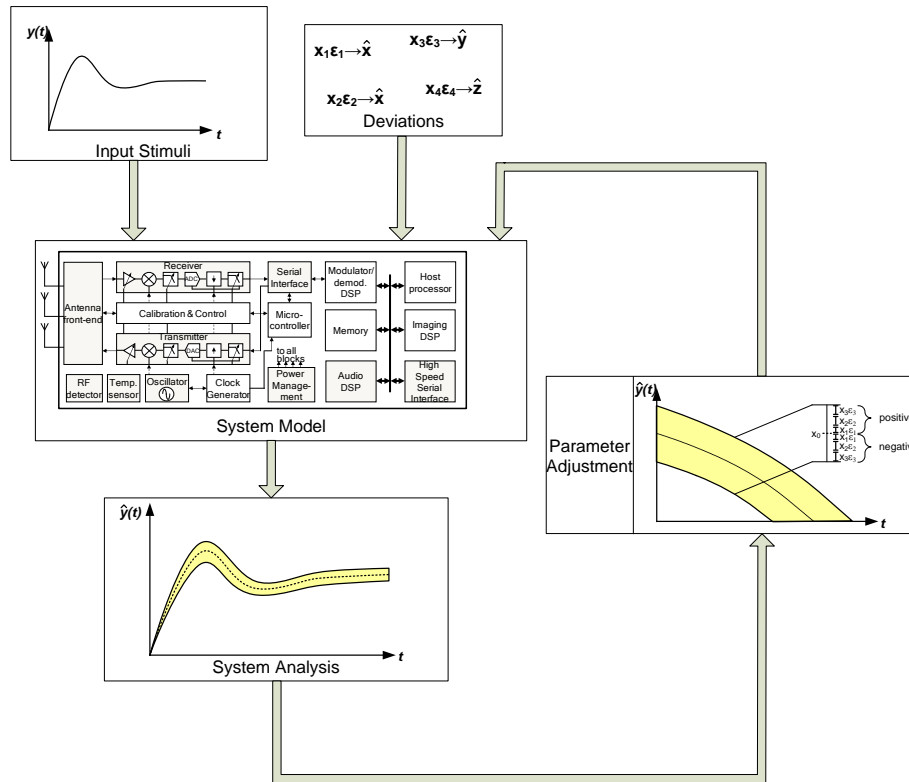 y(t)
t
Input Stimuli
x₁ε₁→x̂
x₃ε₃→ŷ
x₂ε₂→x̂
x₄ε₄→ẑ
Deviations
Antenna
front-end
Receiver
ADC
Calibration & Control
Transmitter
DAC
RF
detector
Temp.
sensor
Oscillator
Clock
Generator
Serial
Interface
Micro-
controller
to all
blocks
Power
Manage-
ment
Modulator/
demod.
DSP
Memory
Audio
DSP
Host
processor
Imaging
DSP
High
Speed
Serial
Interface
System Model
ŷ(t)
t
System Analysis
Parameter
Adjustment
ŷ(t)
t
x₀
x₃ε₃
x₂ε₂
x₁ε₁
x₁ε₁
x₂ε₂
x₃ε₃
positive
negative